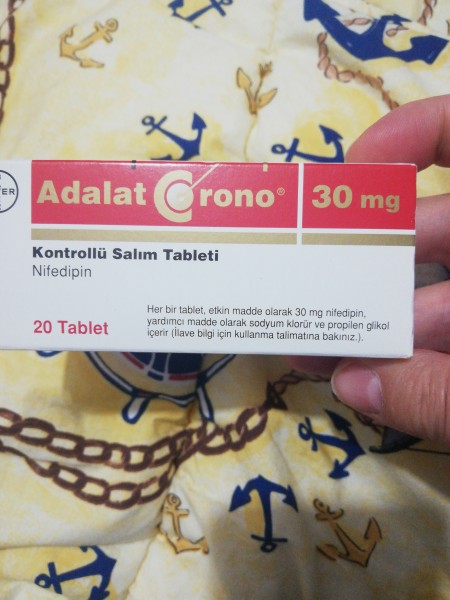 Adalat Crono® 30 mg
Kontrollü Salım Tableti
Nifedipin
20 Tablet
Her bir tablet, etkin madde olarak 30 mg nifedipin,
yardımcı madde olarak sodyum klorür ve propilen glikol
içerir (İlave bilgi için kullanma talimatına bakınız.).